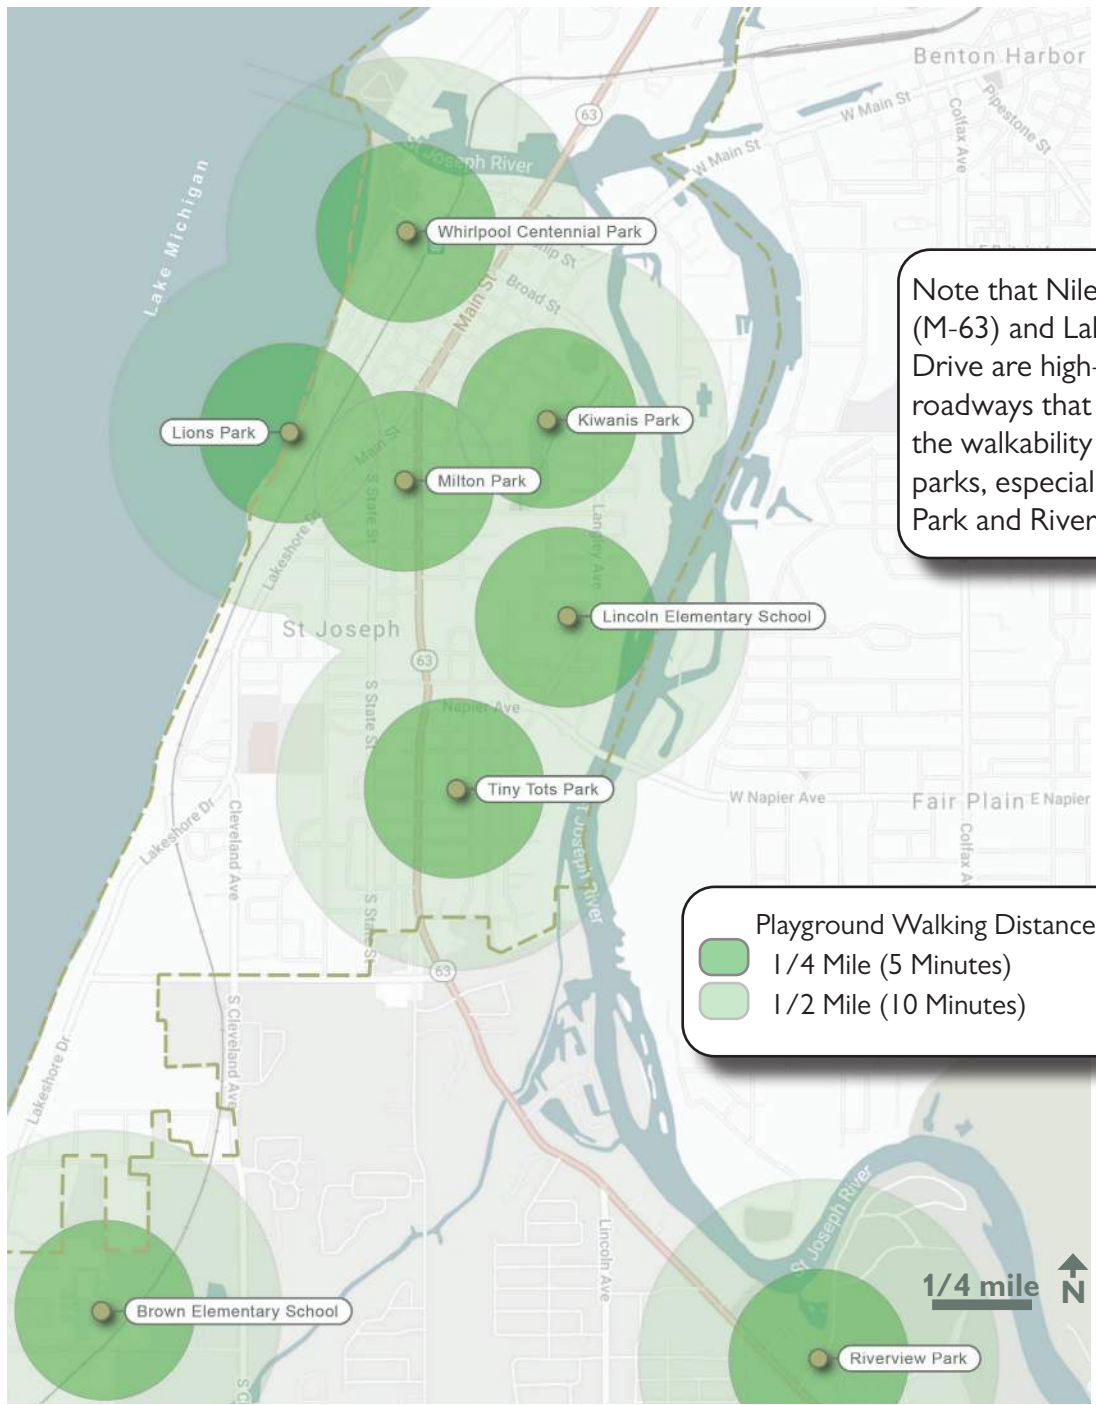 Benton Harbor
W Main St
Colfax Ave
Pipestone St
63
W Main St
St Joseph River
Lake Michigan
Whirlpool Centennial Park
Broad St
Main St
Note that Nile
(M-63) and Lal
Drive are high-
roadways that
the walkability
parks, especial
Park and River
Lions Park
Kiwanis Park
Main St
Milton Park
S State St
Langley Ave
Lakeshore Dr
Lincoln Elementary School
St Joseph
63
S State St
Napier Ave
Tiny Tots Park
W Napier Ave
Fair Plain
E Napier
Lakeshore Dr
Cleveland Ave
t Joseph River
Colfax Av
S State St
Playground Walking Distance
1/4 Mile (5 Minutes)
1/2 Mile (10 Minutes)
63
S Cleveland Ave
Lakeshore Dr
St Joseph River
Lincoln Ave
1/4 mile
N
Brown Elementary School
Riverview Park
S C